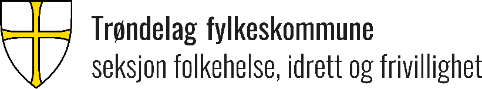 Trøndelag fylkeskommune
seksjon folkehelse, idrett og frivillighet